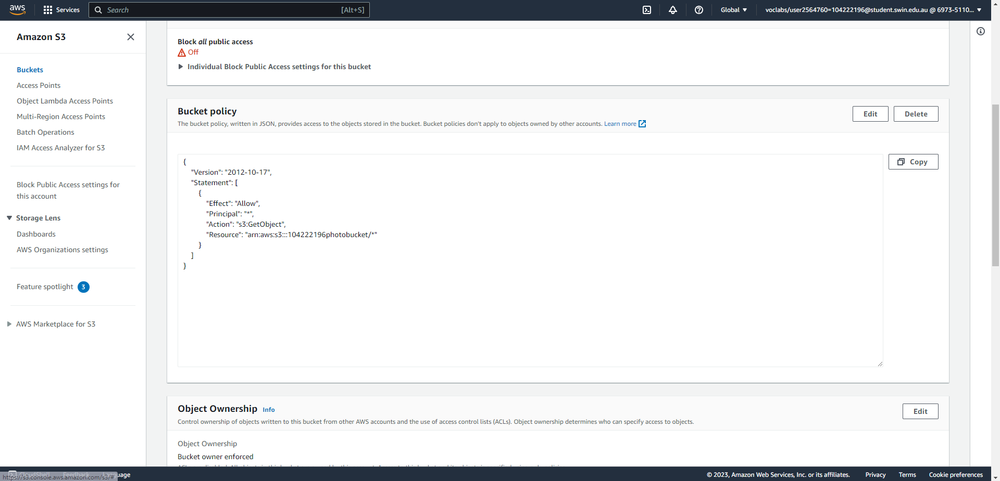 aws
Services
Search
[Alt+S]
Global
voclabs/user2564760=104222196@student.swin.edu.au @ 6973-5110...
Amazon S3
Buckets
Access Points
Object Lambda Access Points
Multi-Region Access Points
Batch Operations
IAM Access Analyzer for S3
Block Public Access settings for
this account
Storage Lens
Dashboards
AWS Organizations settings
Feature spotlight 3
AWS Marketplace for S3
Block all public access
Off
Individual Block Public Access settings for this bucket
Bucket policy
Edit
Delete
The bucket policy, written in JSON, provides access to the objects stored in the bucket. Bucket policies don't apply to objects owned by other accounts. Learn more
Copy
{
"Version": "2012-10-17",
"Statement": [
{
"Effect": "Allow",
"Principal": "*",
"Action": "s3:GetObject",
"Resource": "arn:aws:s3:::104222196photobucket/*"
}
]
}
Object Ownership Info
Edit
Control ownership of objects written to this bucket from other AWS accounts and the use of access control lists (ACLs). Object ownership determines who can specify access to objects.
Object Ownership
Bucket owner enforced
CloudShell Feedback Language
https://s3.console.aws.amazon.com/s3/#
© 2023, Amazon Web Services, Inc. or its affiliates.
Privacy
Terms
Cookie preferences